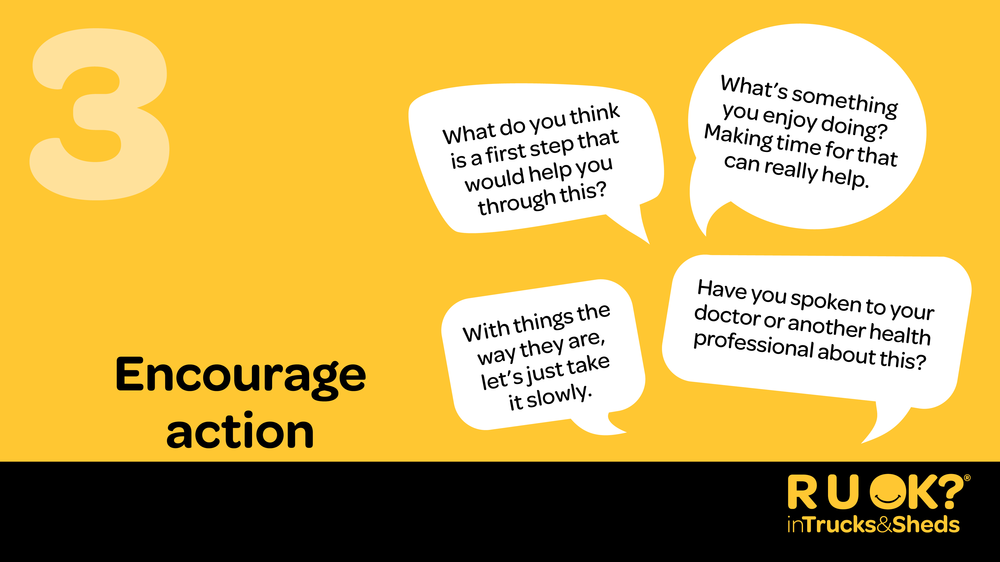 3
Encourage
action
What do you think
is a first step that
would help you
through this?
What’s something
you enjoy doing?
Making time for that
can really help.
With things the
way they are,
let’s just take
it slowly.
Have you spoken to your
doctor or another health
professional about this?
R U OK?®
inTrucks&Sheds